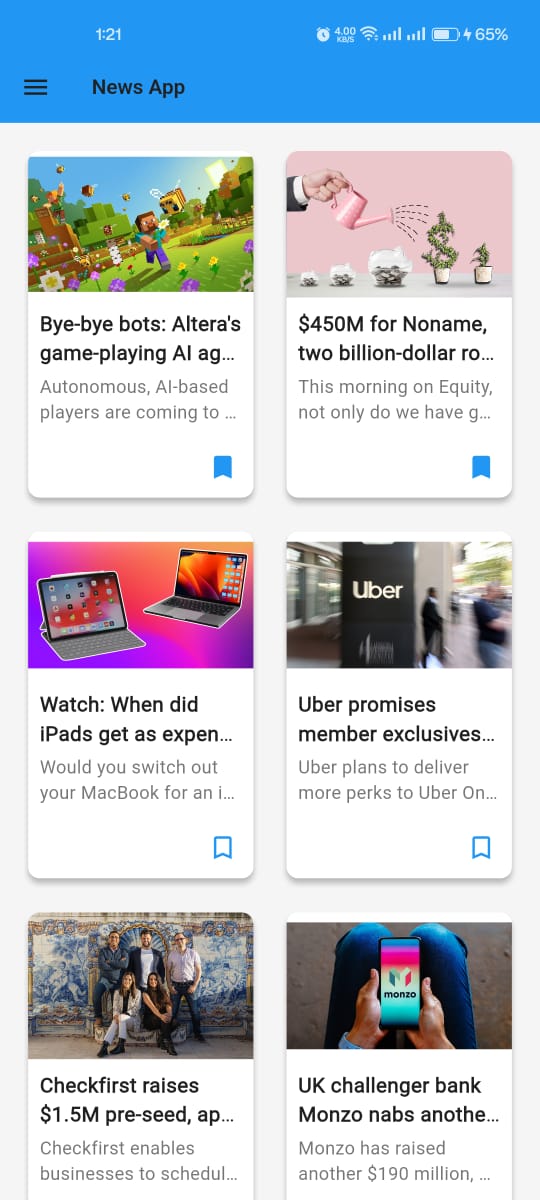 1:21
4.00
KB/S
65%
News App
Bye-bye bots: Altera's
game-playing AI ag...
Autonomous, AI-based
players are coming to ...
$450M for Noname,
two billion-dollar ro...
This morning on Equity,
not only do we have g...
Uber
Watch: When did
iPads get as expen...
Would you switch out
your MacBook for an i...
Uber promises
member exclusives...
Uber plans to deliver
more perks to Uber On...
monzo
Checkfirst raises
$1.5M pre-seed, ap...
Checkfirst enables
businesses to schedul...
UK challenger bank
Monzo nabs anothe...
Monzo has raised
another $190 million, ...